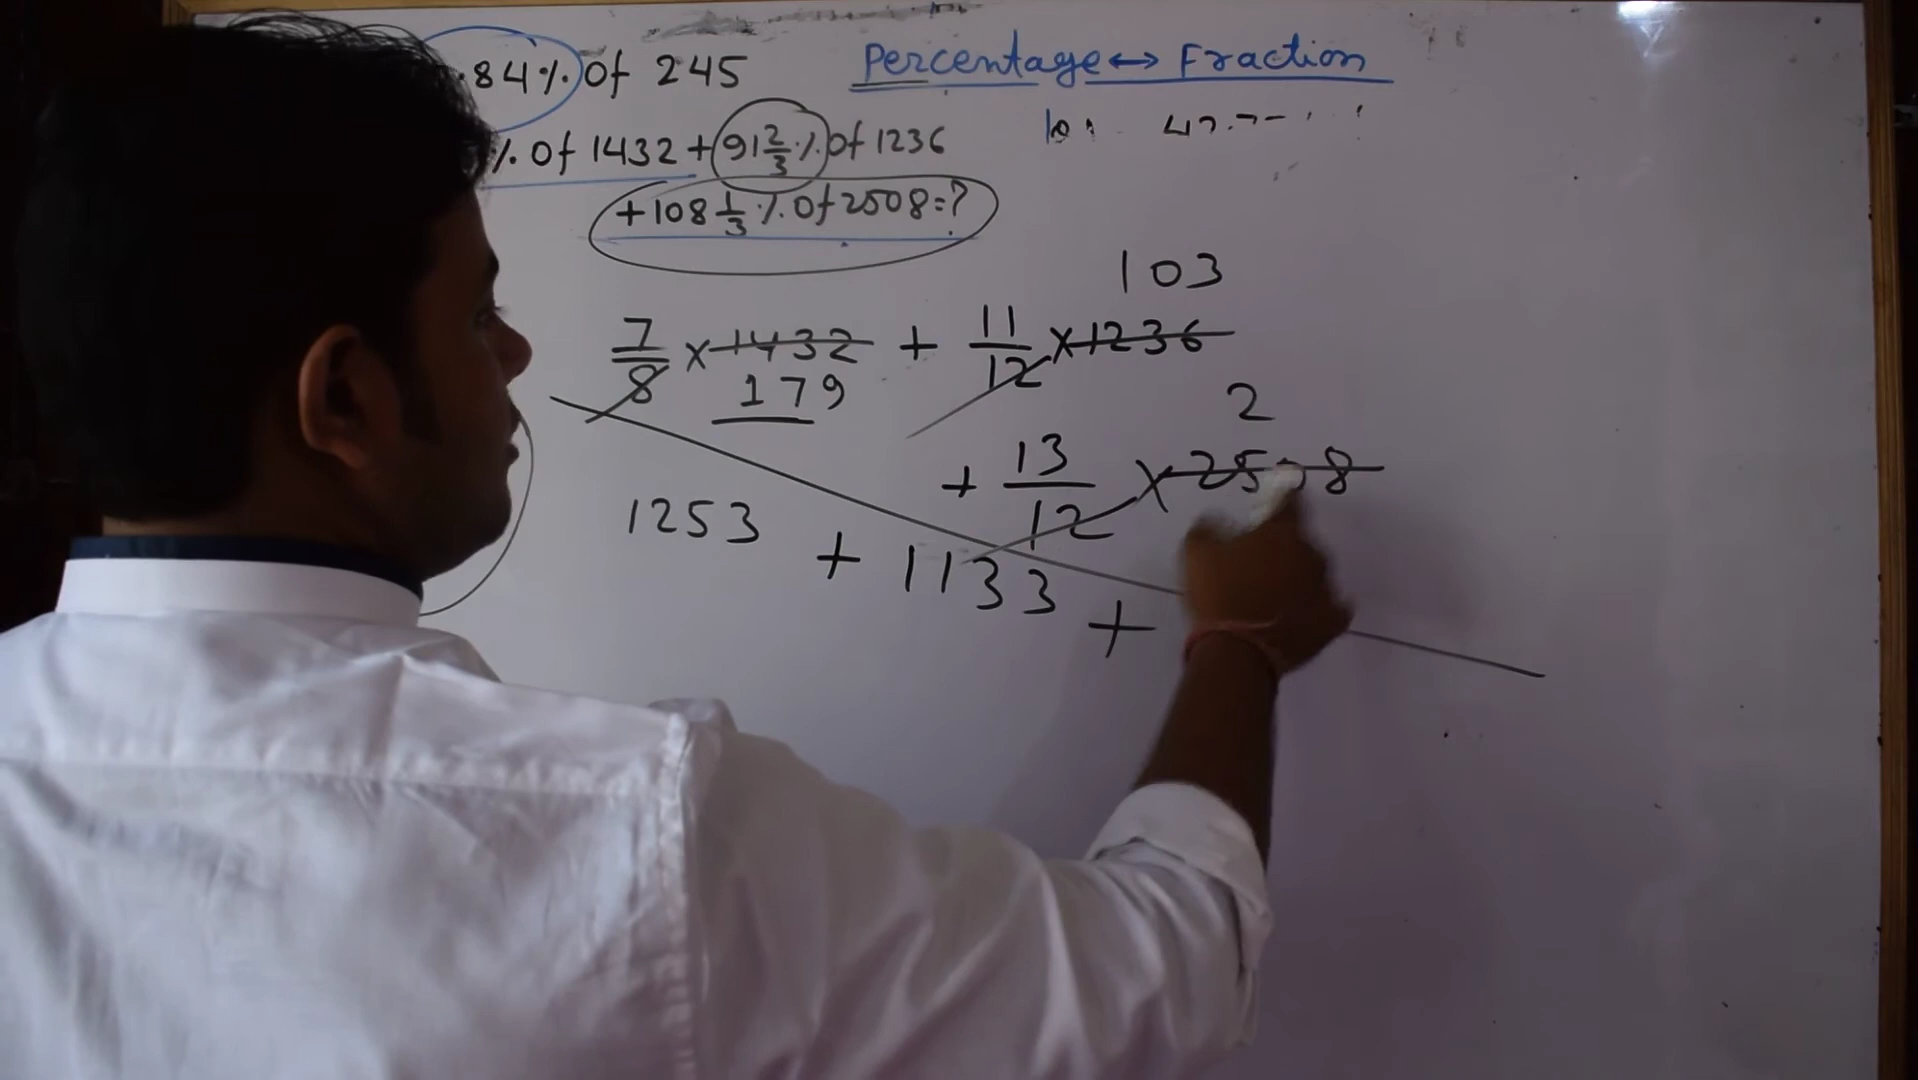 .84% of 245
Percentage ↔ Fraction
% of 1432 + 91 2/3 % of 1236
+ 108 1/3 % of 2508 = ?
103
7/8 × 1432 + 11/12 × 1236
179
2
+ 13/12 × 2508
1253 + 1133 +